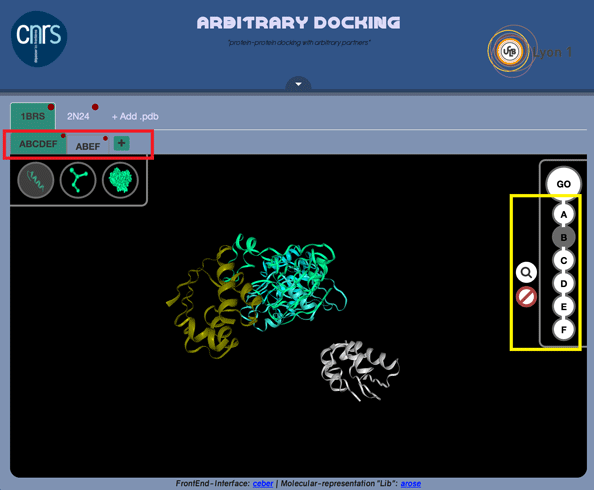 cnrs
ARBITRARY DOCKING
"protein-protein docking with arbitrary partners"
UCB
Lyon 1
1BRS
2N24
+ Add .pdb
ABCDEF
ABEF
+
GO
A
B
C
D
E
F
FrontEnd-Interface: ceber | Molecular-representation "Lib": arose